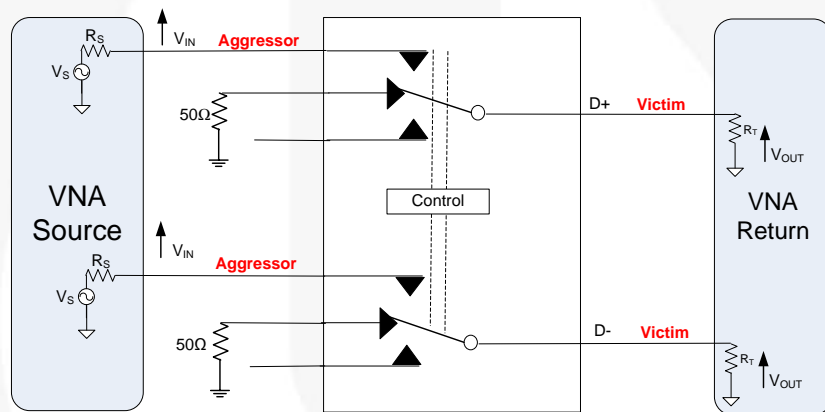 RS
VIN
Aggressor
VS
50Ω
D+
Victim
RT
VOUT
Control
VNA
Source
VNA
Return
VIN
RS
Aggressor
VS
50Ω
D-
Victim
RT
VOUT